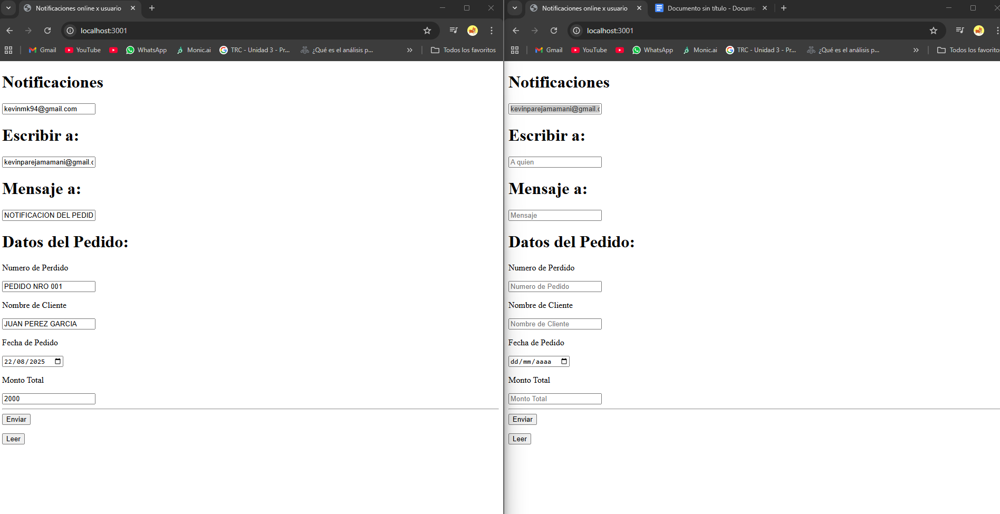 Notificaciones online x usuario
localhost:3001
Gmail
YouTube
WhatsApp
Monic.ai
TRC - Unidad 3 - Pr...
¿Qué es el análisis p...
Todos los favoritos
Notificaciones
kevinmk94@gmail.com
Escribir a:
kevinparejamamani@gmail.c
Mensaje a:
NOTIFICACION DEL PEDID
Datos del Pedido:
Numero de Perdido
PEDIDO NRO 001
Nombre de Cliente
JUAN PEREZ GARCIA
Fecha de Pedido
22/08/2025
Monto Total
2000
Enviar
Leer
Notificaciones online x usuario
Documento sin título - Docume
localhost:3001
Gmail
YouTube
WhatsApp
Monic.ai
TRC - Unidad 3 - Pr...
¿Qué es el análisis p...
Todos los favorito
Notificaciones
kevinparejamamani@gmail.c
Escribir a:
A quien
Mensaje a:
Mensaje
Datos del Pedido:
Numero de Perdido
Numero de Pedido
Nombre de Cliente
Nombre de Cliente
Fecha de Pedido
dd/mm/aaaa
Monto Total
Monto Total
Enviar
Leer